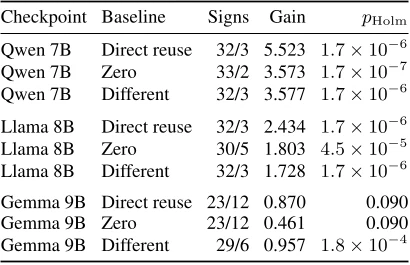 Checkpoint Baseline Signs Gain p_Holm
Qwen 7B Direct reuse 32/3 5.523 1.7 × 10⁻⁶
Qwen 7B Zero 33/2 3.573 1.7 × 10⁻⁷
Qwen 7B Different 32/3 3.577 1.7 × 10⁻⁶
Llama 8B Direct reuse 32/3 2.434 1.7 × 10⁻⁶
Llama 8B Zero 30/5 1.803 4.5 × 10⁻⁵
Llama 8B Different 32/3 1.728 1.7 × 10⁻⁶
Gemma 9B Direct reuse 23/12 0.870 0.090
Gemma 9B Zero 23/12 0.461 0.090
Gemma 9B Different 29/6 0.957 1.8 × 10⁻⁴